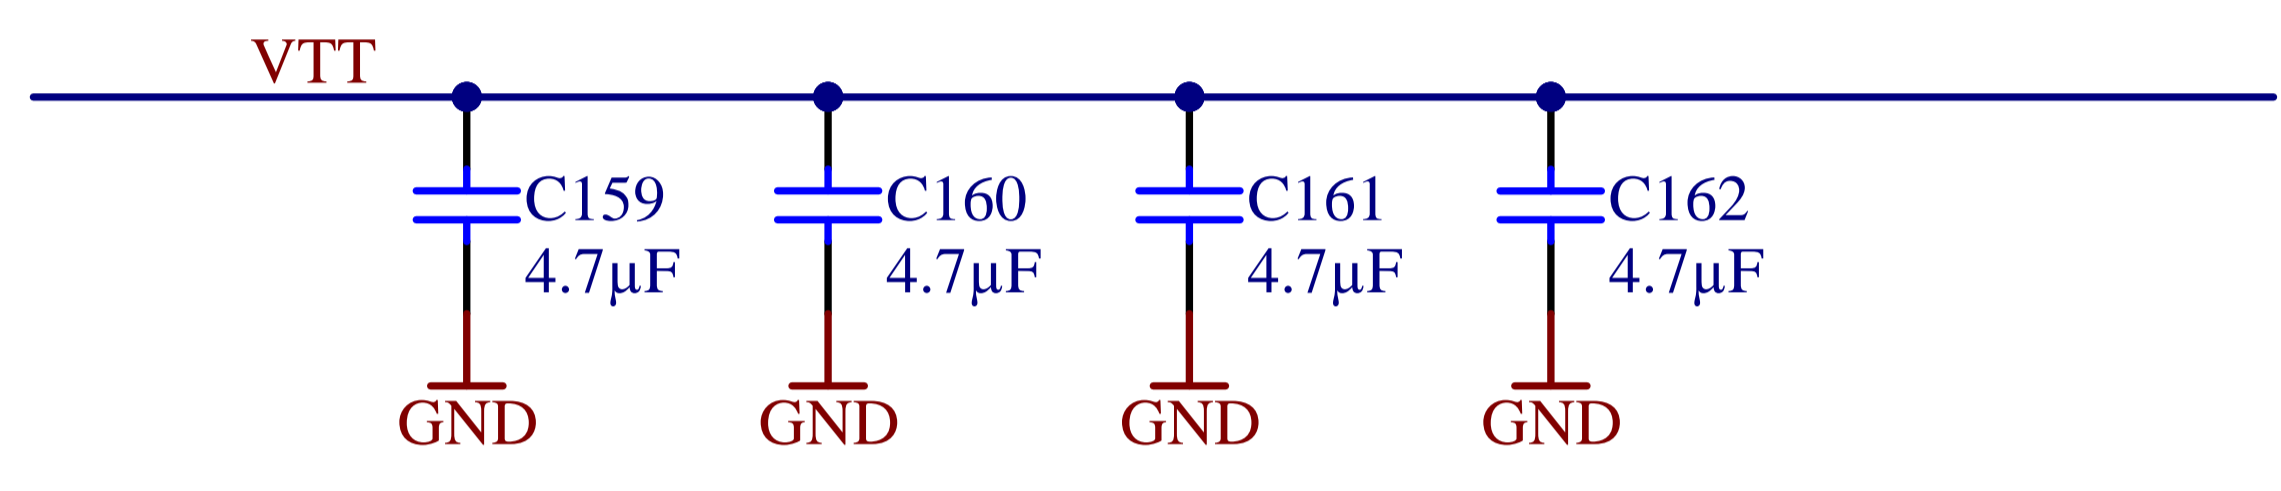 VTT
C159
4.7µF
GND
C160
4.7µF
GND
C161
4.7µF
GND
C162
4.7µF
GND